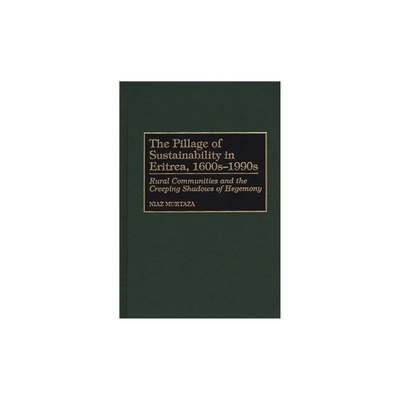 The Pillage of
Sustainability in
Eritrea, 1600s–1990s
Rural Communities and the
Creeping Shadows of Hegemony
NIAZ MURTAZA